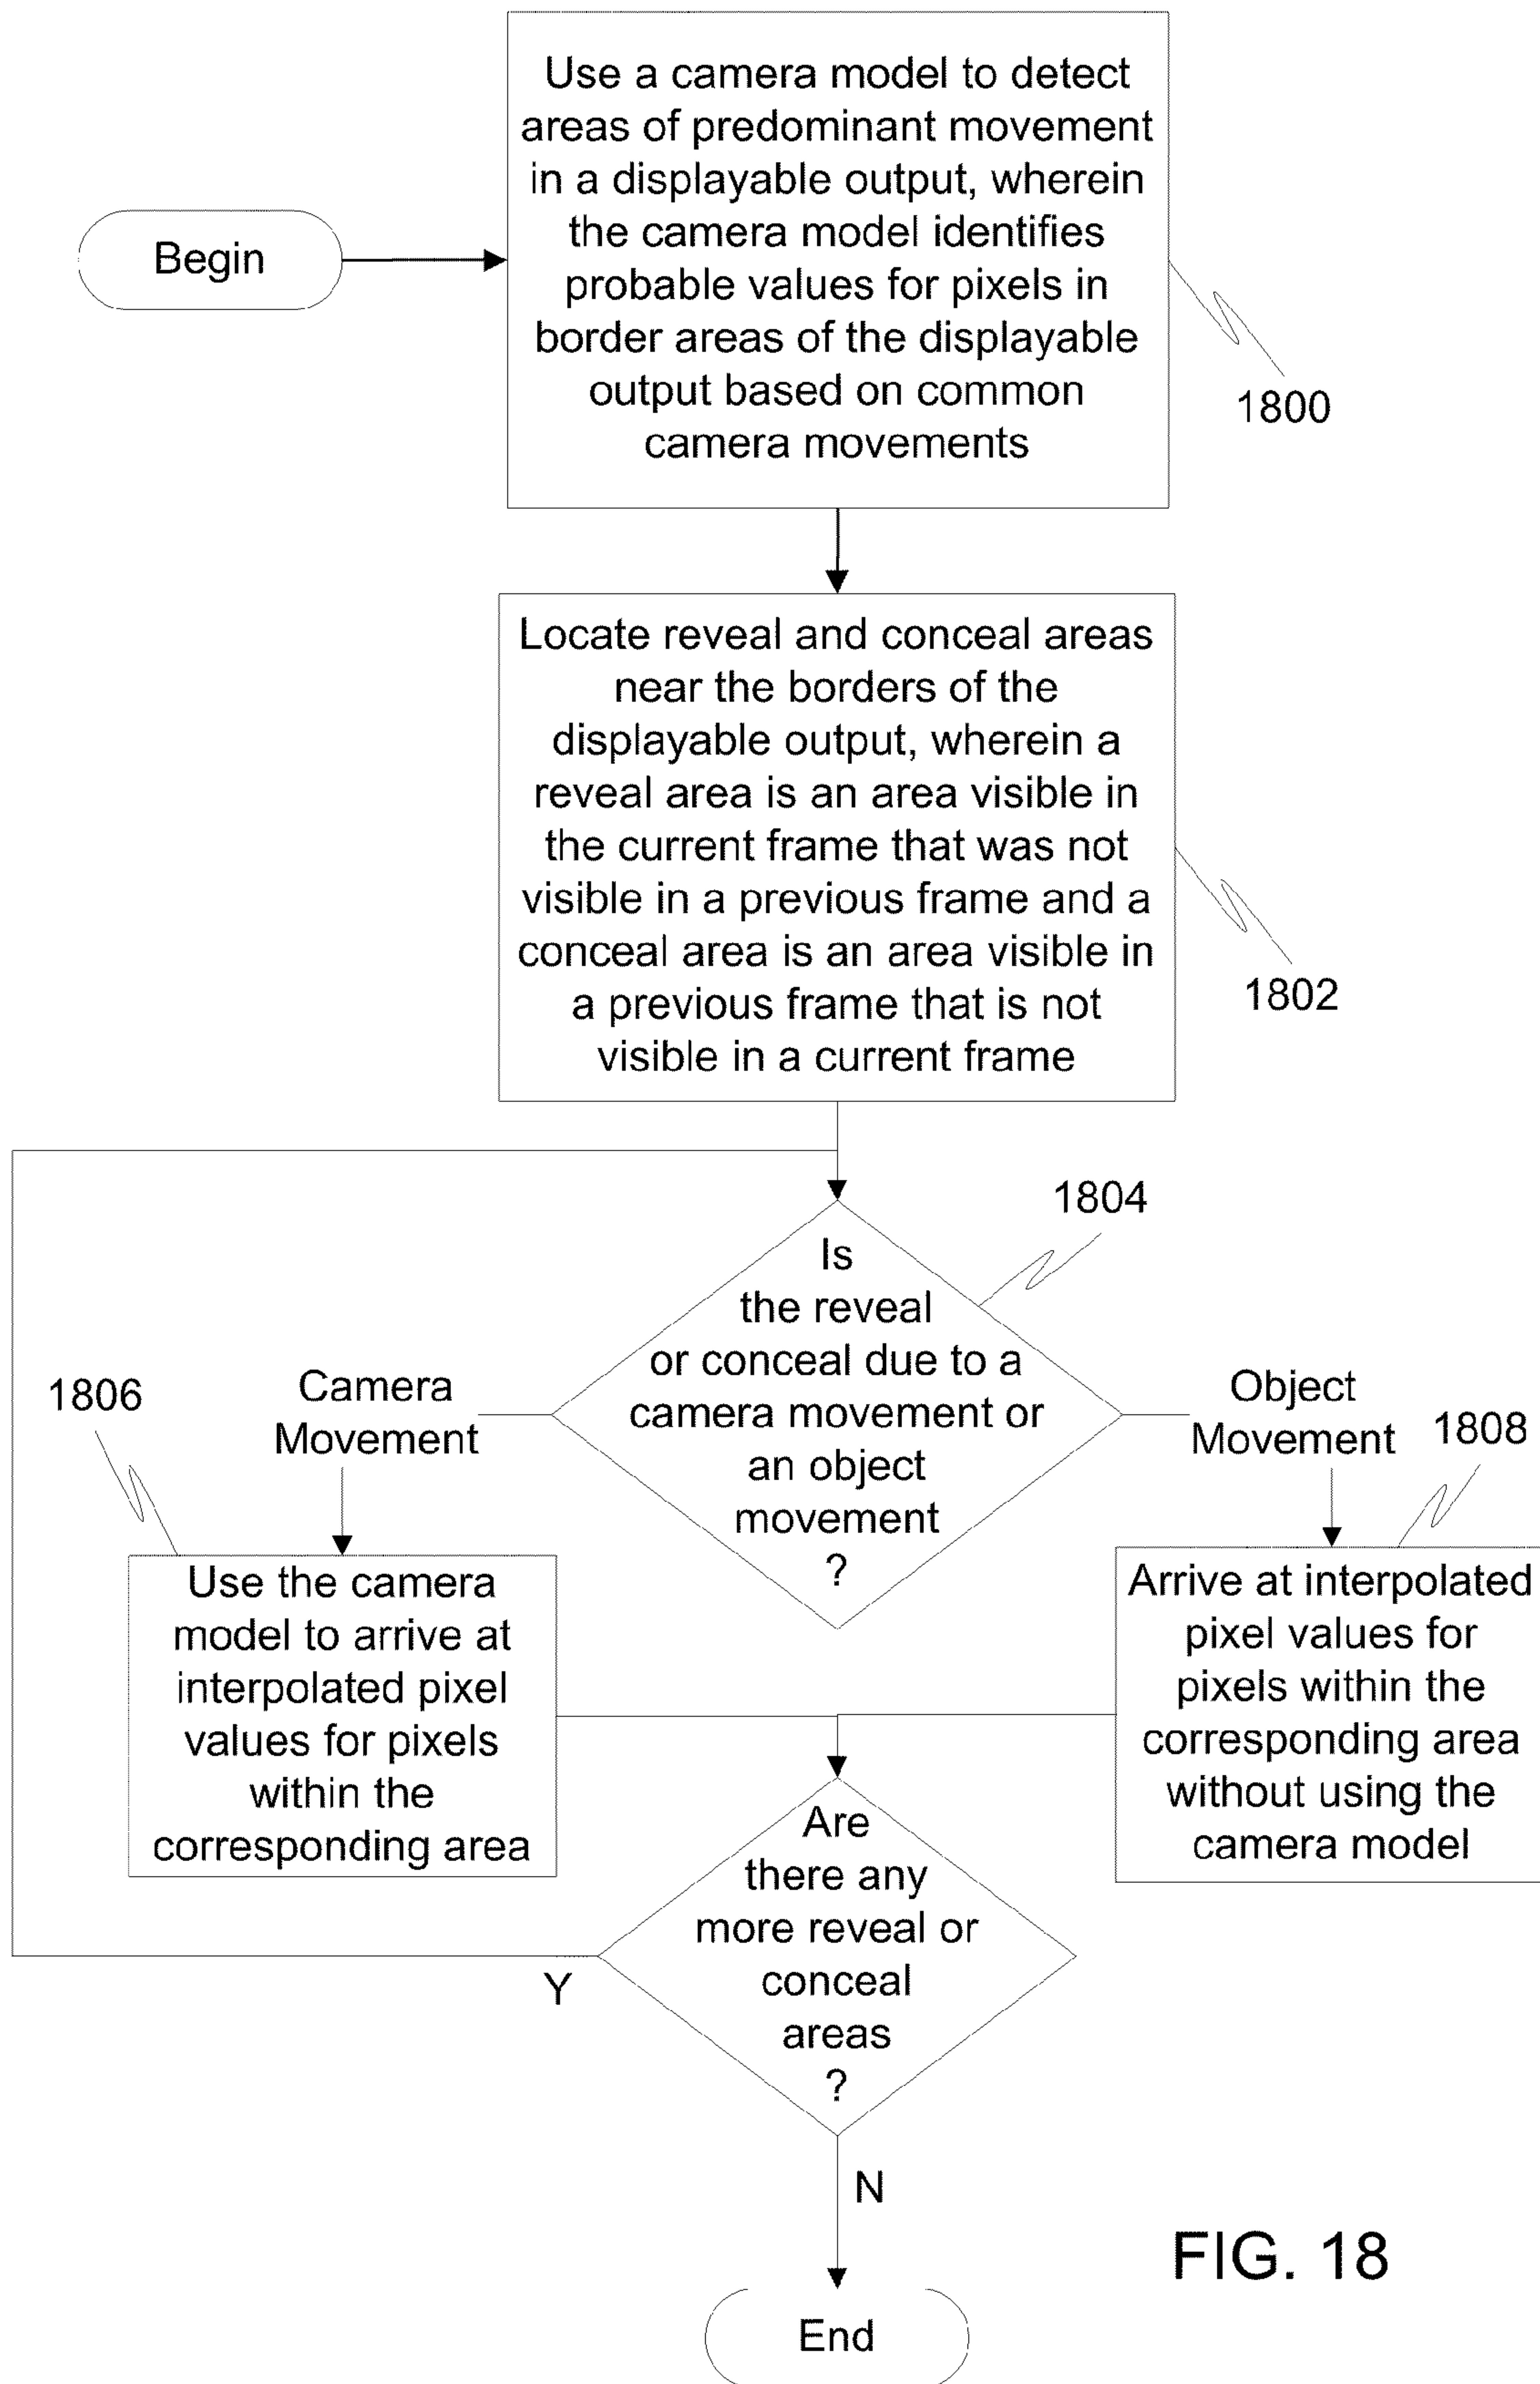 Use a camera model to detect
areas of predominant movement
in a displayable output, wherein
the camera model identifies
probable values for pixels in
border areas of the displayable
output based on common
camera movements
Begin
1800
Locate reveal and conceal areas
near the borders of the
displayable output, wherein a
reveal area is an area visible in
the current frame that was not
visible in a previous frame and a
conceal area is an area visible in
a previous frame that is not
visible in a current frame
1802
1804
Is
the reveal
or conceal due to a
camera movement or
an object
movement
?
1806
Camera
Movement
Object
Movement
1808
Use the camera
model to arrive at
interpolated pixel
values for pixels
within the
corresponding area
Arrive at interpolated
pixel values for
pixels within the
corresponding area
without using the
camera model
Are
there any
more reveal or
conceal
areas
?
Y
N
End
FIG. 18